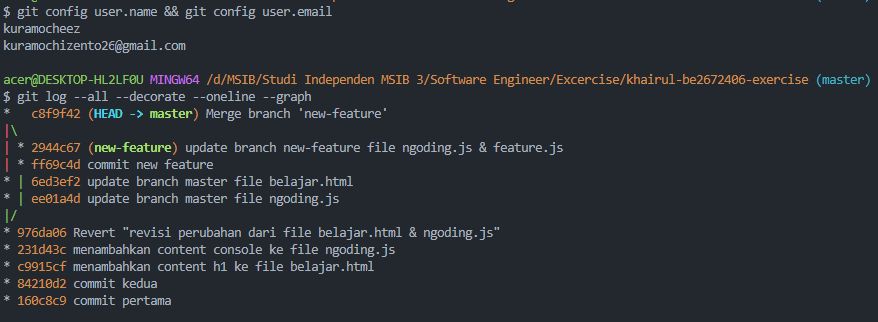 $ git config user.name && git config user.email
kuramocheez
kuramochizento26@gmail.com
acer@DESKTOP-HL2LF0U MINGW64 /d/MSIB/Studi Independen MSIB 3/Software Engineer/Excercise/khairul-be2672406-exercise (master)
$ git log --all --decorate --oneline --graph
*   c8f9f42 (HEAD -> master) Merge branch 'new-feature'
|\
| * 2944c67 (new-feature) update branch new-feature file ngoding.js & feature.js
| * ff69c4d commit new feature
* | 6ed3ef2 update branch master file belajar.html
* | ee01a4d update branch master file ngoding.js
|/
* 976da06 Revert "revisi perubahan dari file belajar.html & ngoding.js"
* 231d43c menambahkan content console ke file ngoding.js
* c9915cf menambahkan content h1 ke file belajar.html
* 84210d2 commit kedua
* 160c8c9 commit pertama